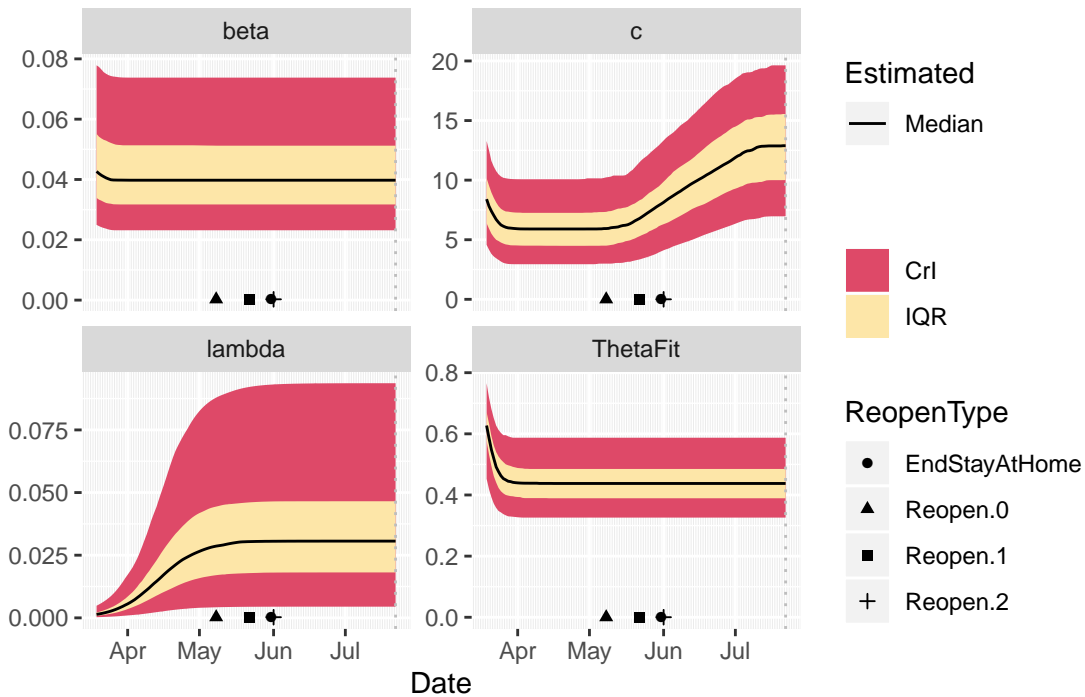 beta
c
0.08
0.06
0.04
0.02
0.00
20
15
10
5
0
lambda
ThetaFit
0.075
0.050
0.025
0.000
0.8
0.6
0.4
0.2
0.0
Apr May Jun Jul
Apr May Jun Jul
Date
Estimated
Median
CrI
IQR
ReopenType
EndStayAtHome
Reopen.0
Reopen.1
Reopen.2